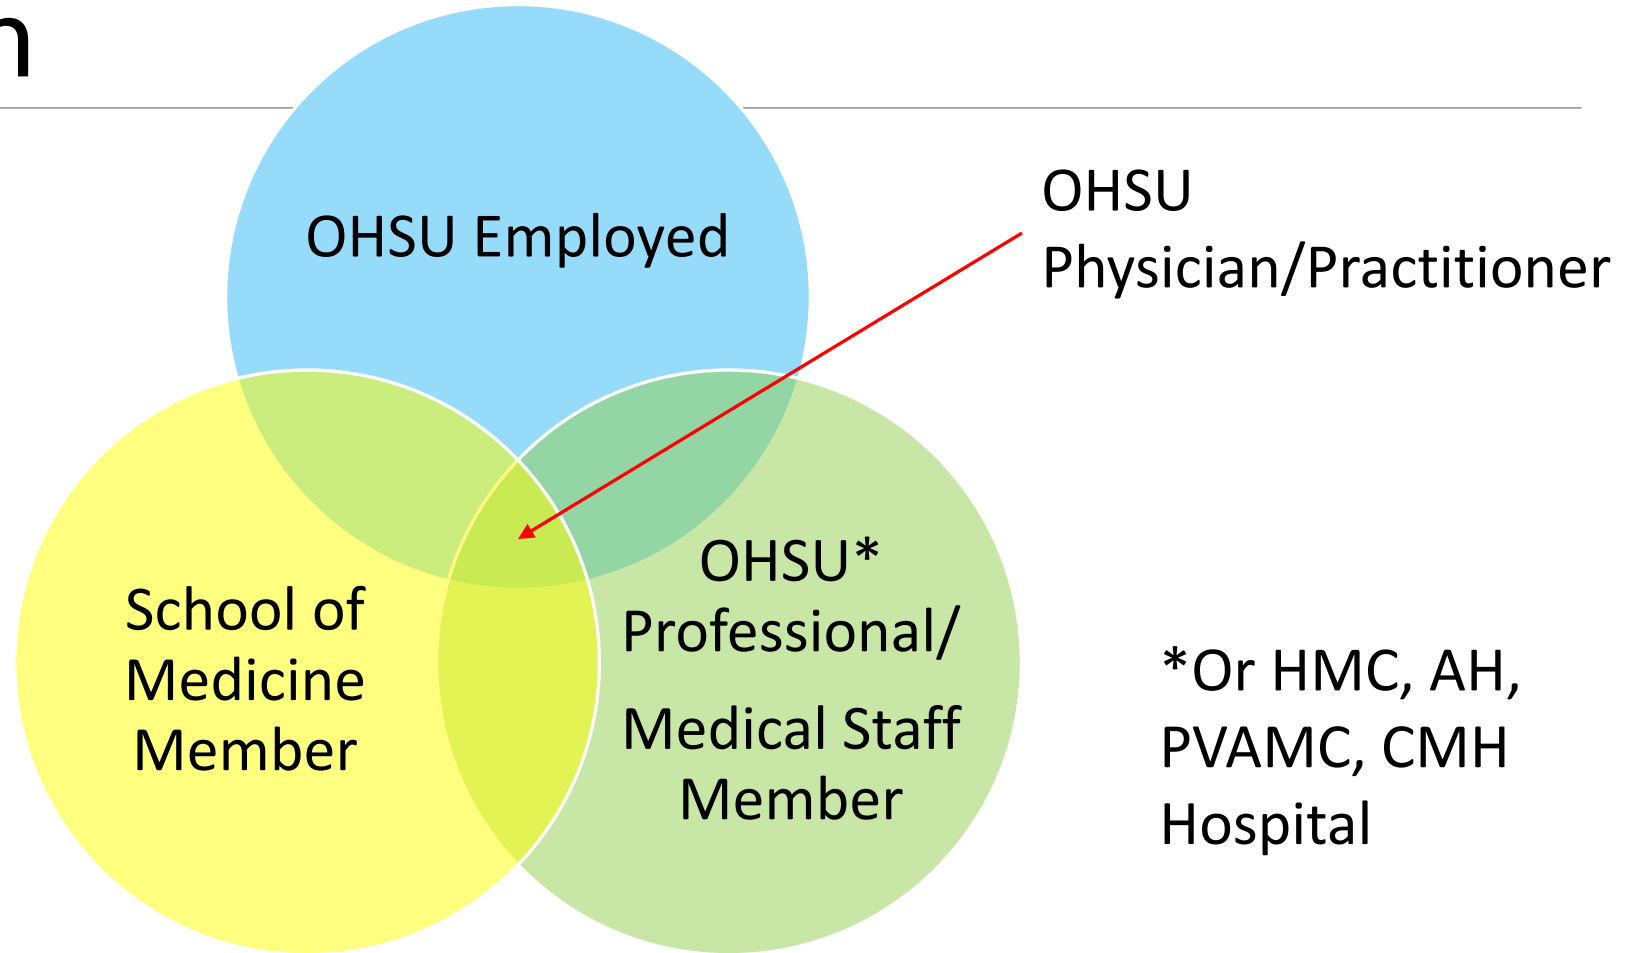 n
OHSU Employed
OHSU
Physician/Practitioner
School of
Medicine
Member
OHSU*
Professional/
Medical Staff
Member
*Or HMC, AH,
PVAMC, CMH
Hospital